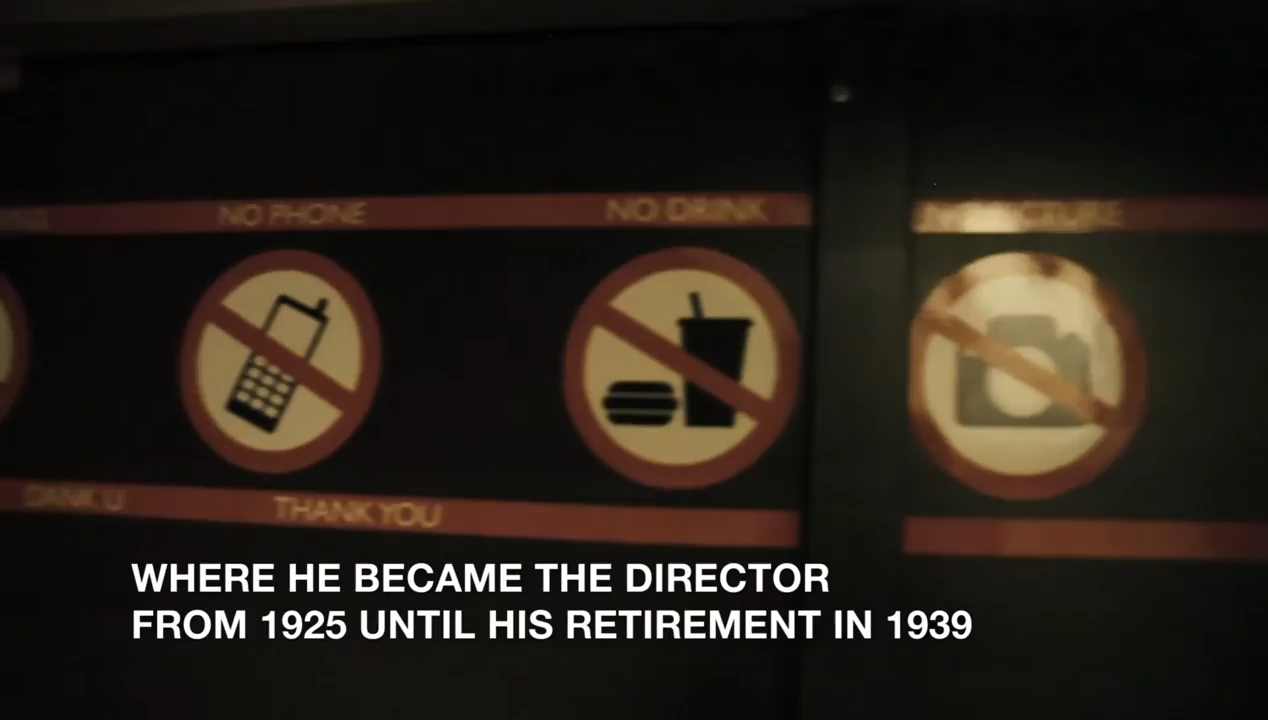 NO PHONE
NO DRINK
DANK U
THANK YOU
WHERE HE BECAME THE DIRECTOR
FROM 1925 UNTIL HIS RETIREMENT IN 1939